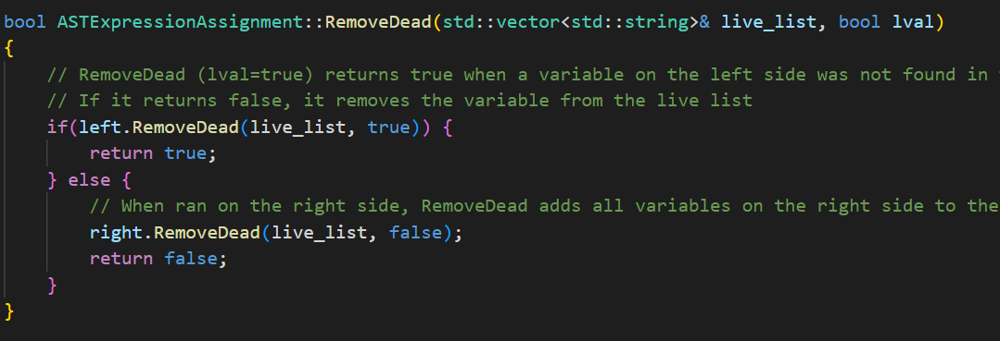 bool ASTExpressionAssignment::RemoveDead(std::vector<std::string>& live_list, bool lval)
{
    // RemoveDead (lval=true) returns true when a variable on the left side was not found in
    // If it returns false, it removes the variable from the live list
    if(left.RemoveDead(live_list, true)) {
        return true;
    } else {
        // When ran on the right side, RemoveDead adds all variables on the right side to the
        right.RemoveDead(live_list, false);
        return false;
    }
}